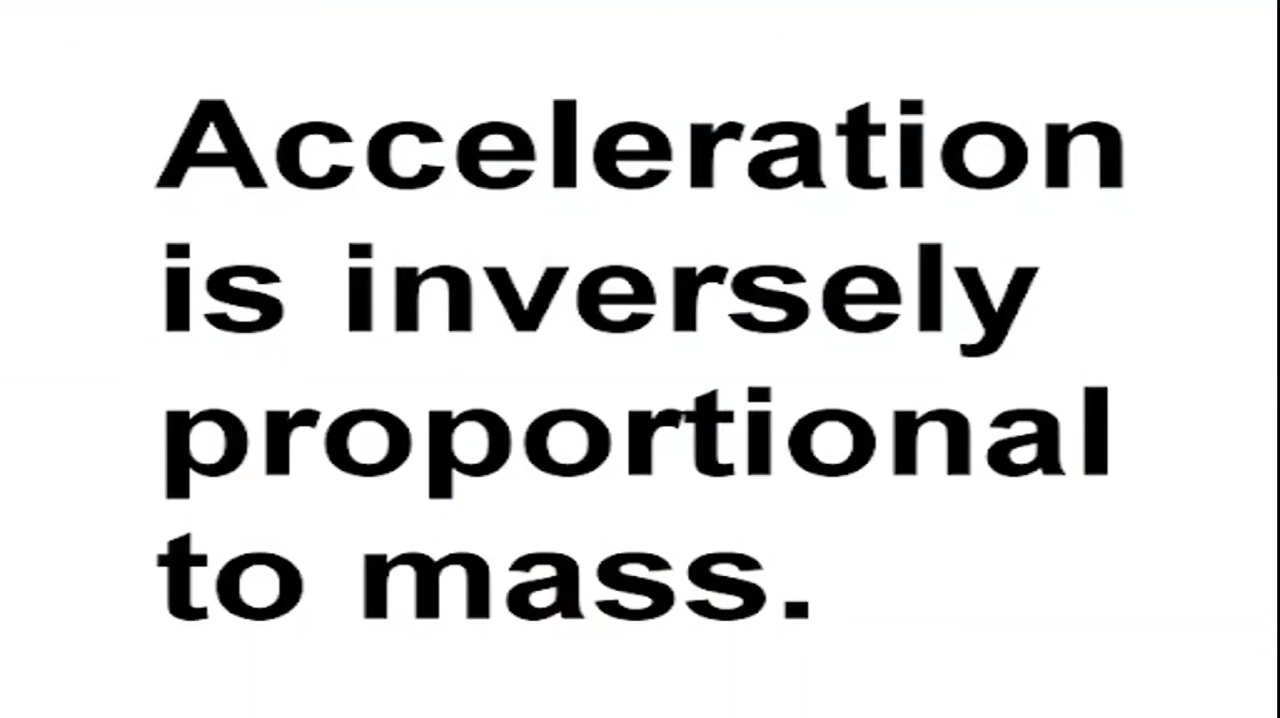 Acceleration
is inversely
proportional
to mass.